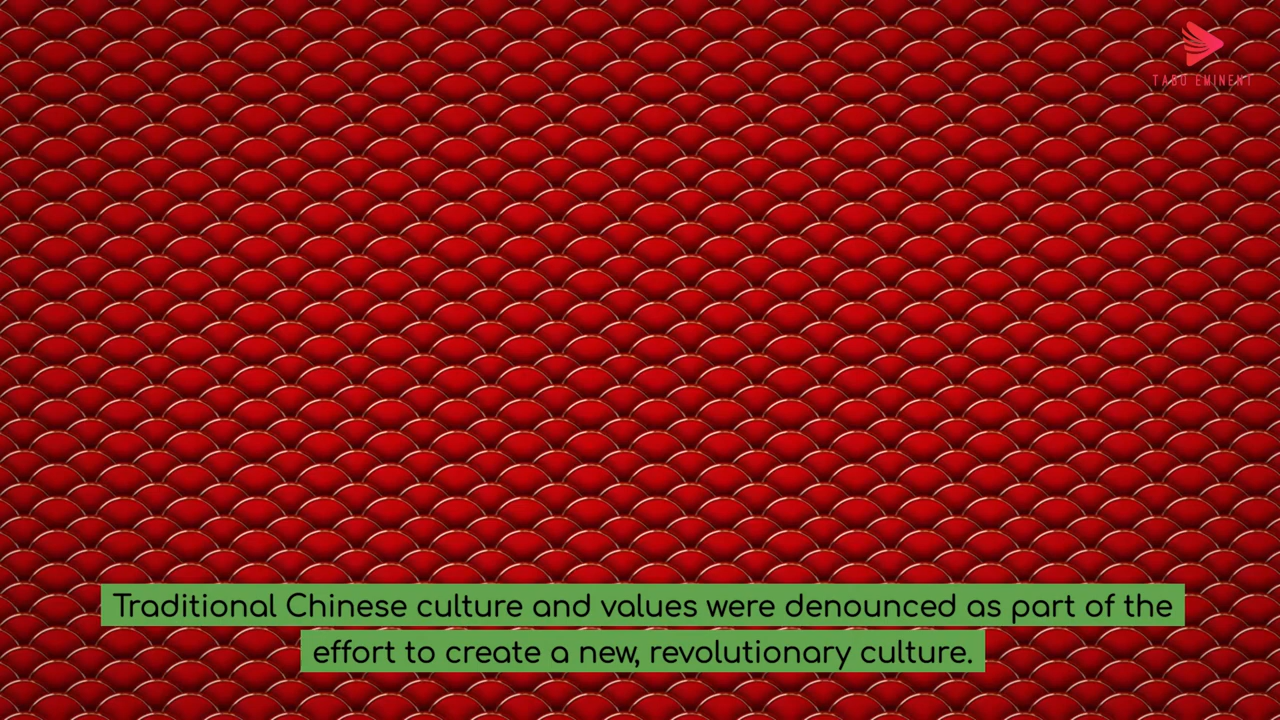 TABU EMINENT
Traditional Chinese culture and values were denounced as part of the
effort to create a new, revolutionary culture.